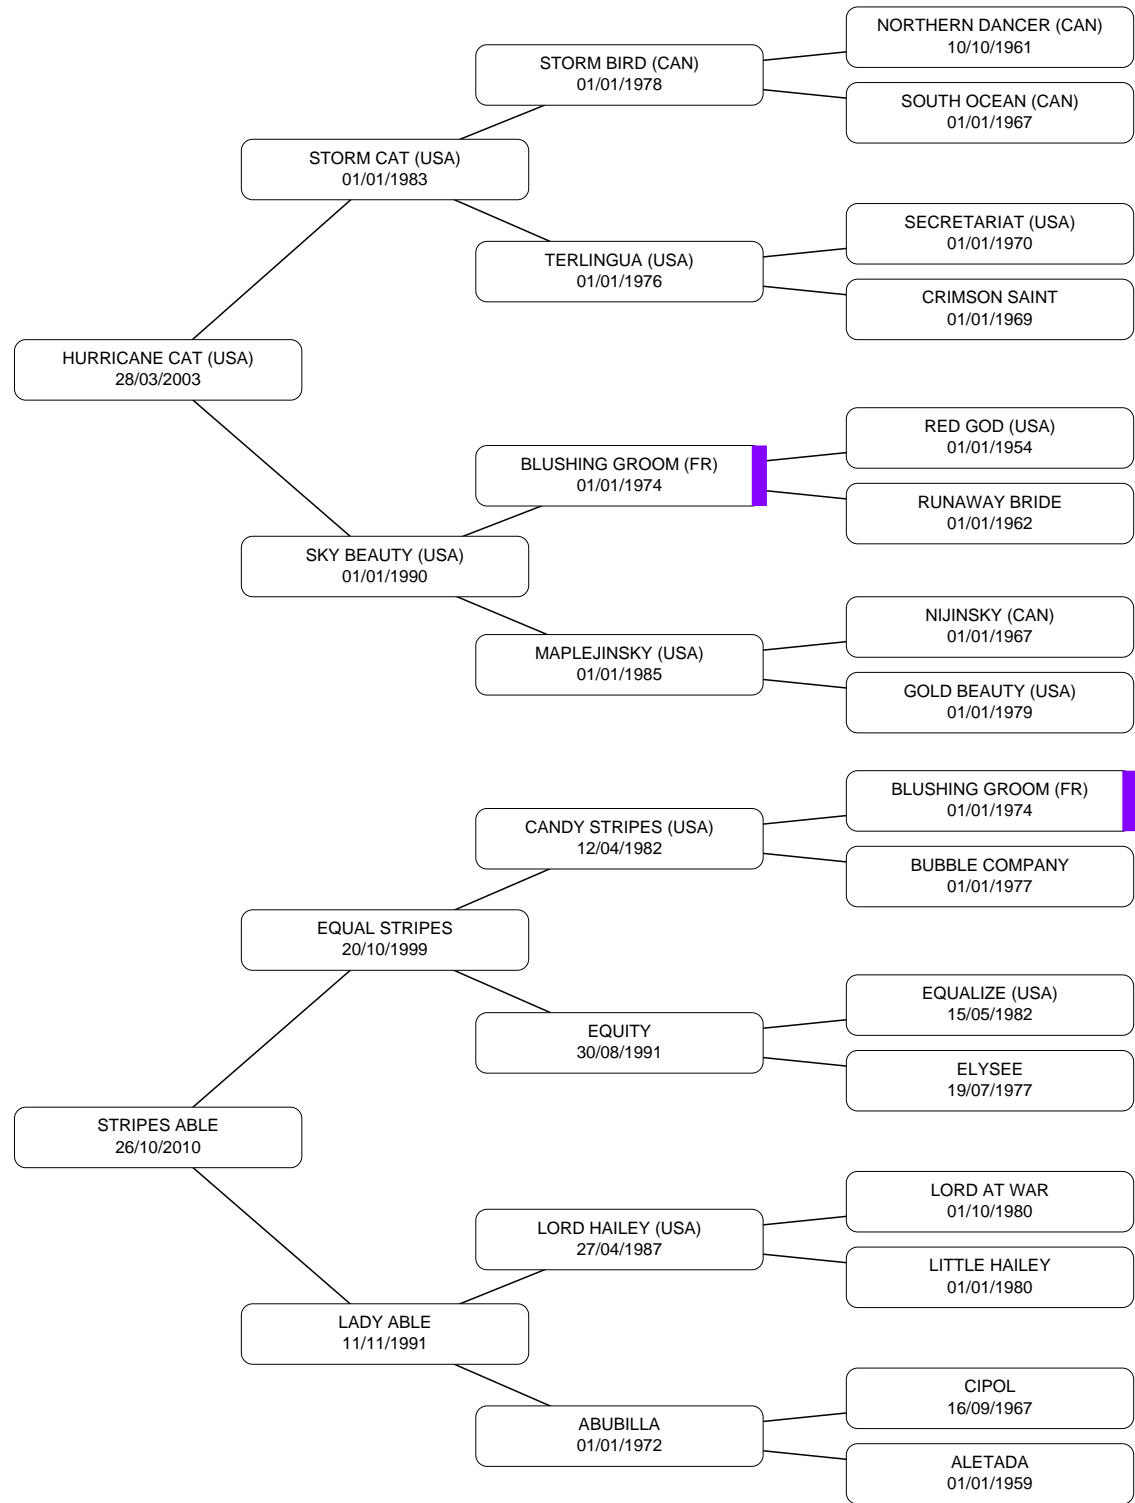 NORTHERN DANCER (CAN)
10/10/1961
STORM BIRD (CAN)
01/01/1978
SOUTH OCEAN (CAN)
01/01/1967
STORM CAT (USA)
01/01/1983
SECRETARIAT (USA)
01/01/1970
TERLINGUA (USA)
01/01/1976
CRIMSON SAINT
01/01/1969
HURRICANE CAT (USA)
28/03/2003
RED GOD (USA)
01/01/1954
BLUSHING GROOM (FR)
01/01/1974
RUNAWAY BRIDE
01/01/1962
SKY BEAUTY (USA)
01/01/1990
NIJINSKY (CAN)
01/01/1967
MAPLEJINSKY (USA)
01/01/1985
GOLD BEAUTY (USA)
01/01/1979
BLUSHING GROOM (FR)
01/01/1974
CANDY STRIPES (USA)
12/04/1982
BUBBLE COMPANY
01/01/1977
EQUAL STRIPES
20/10/1999
EQUALIZE (USA)
15/05/1982
EQUITY
30/08/1991
ELYSEE
19/07/1977
STRIPES ABLE
26/10/2010
LORD AT WAR
01/10/1980
LORD HAILEY (USA)
27/04/1987
LITTLE HAILEY
01/01/1980
LADY ABLE
11/11/1991
CIPOL
16/09/1967
ABUBILLA
01/01/1972
ALETADA
01/01/1959